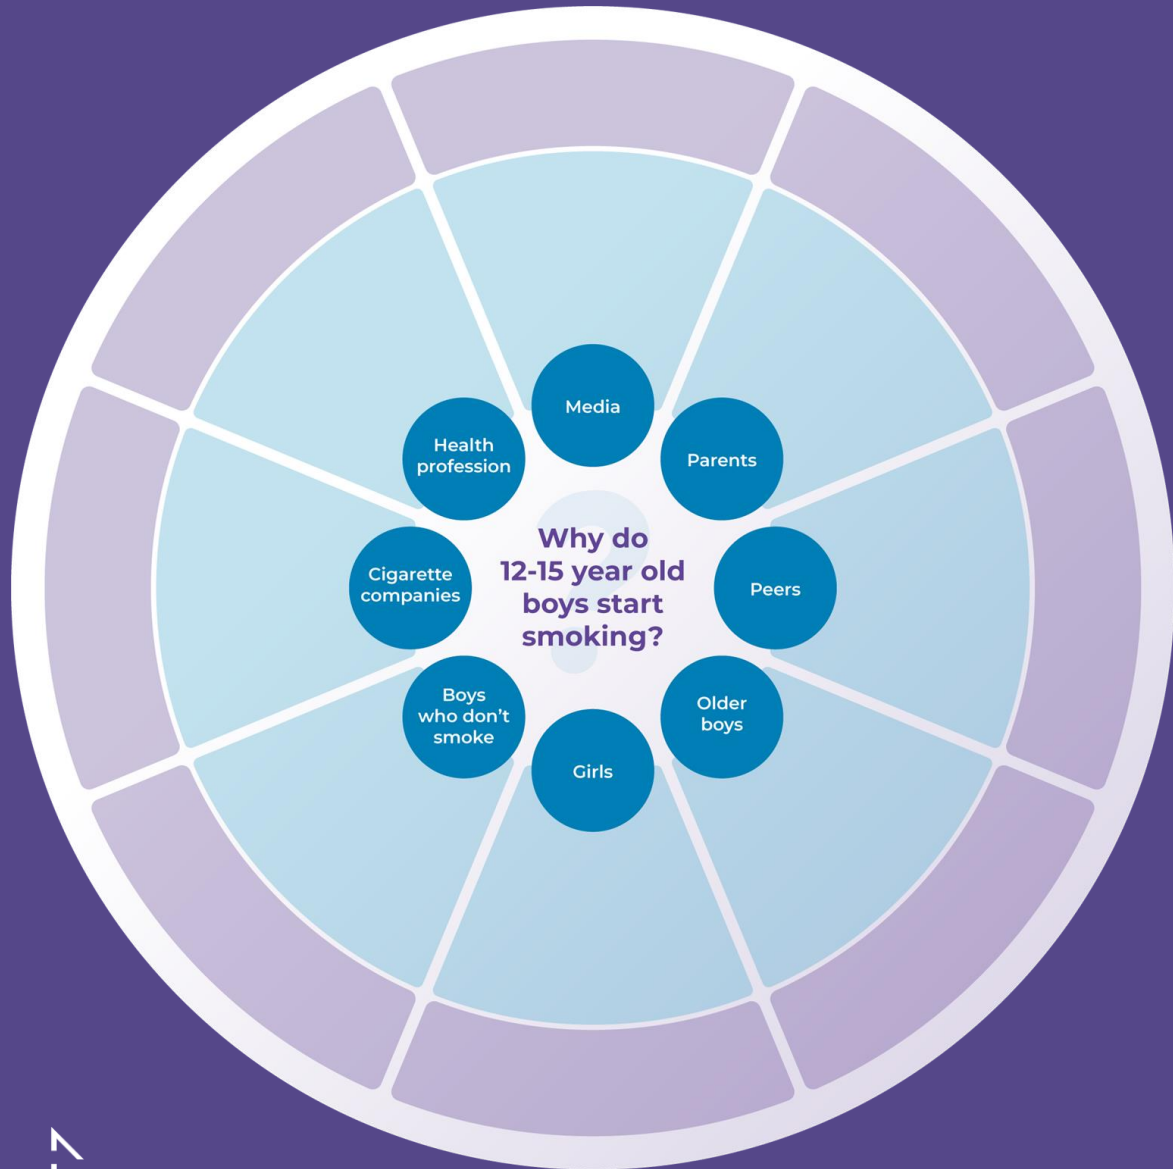 Media
Parents
Peers
Older
boys
Girls
Boys
who don’t
smoke
Cigarette
companies
Health
profession
Why do
12-15 year old
boys start
smoking?